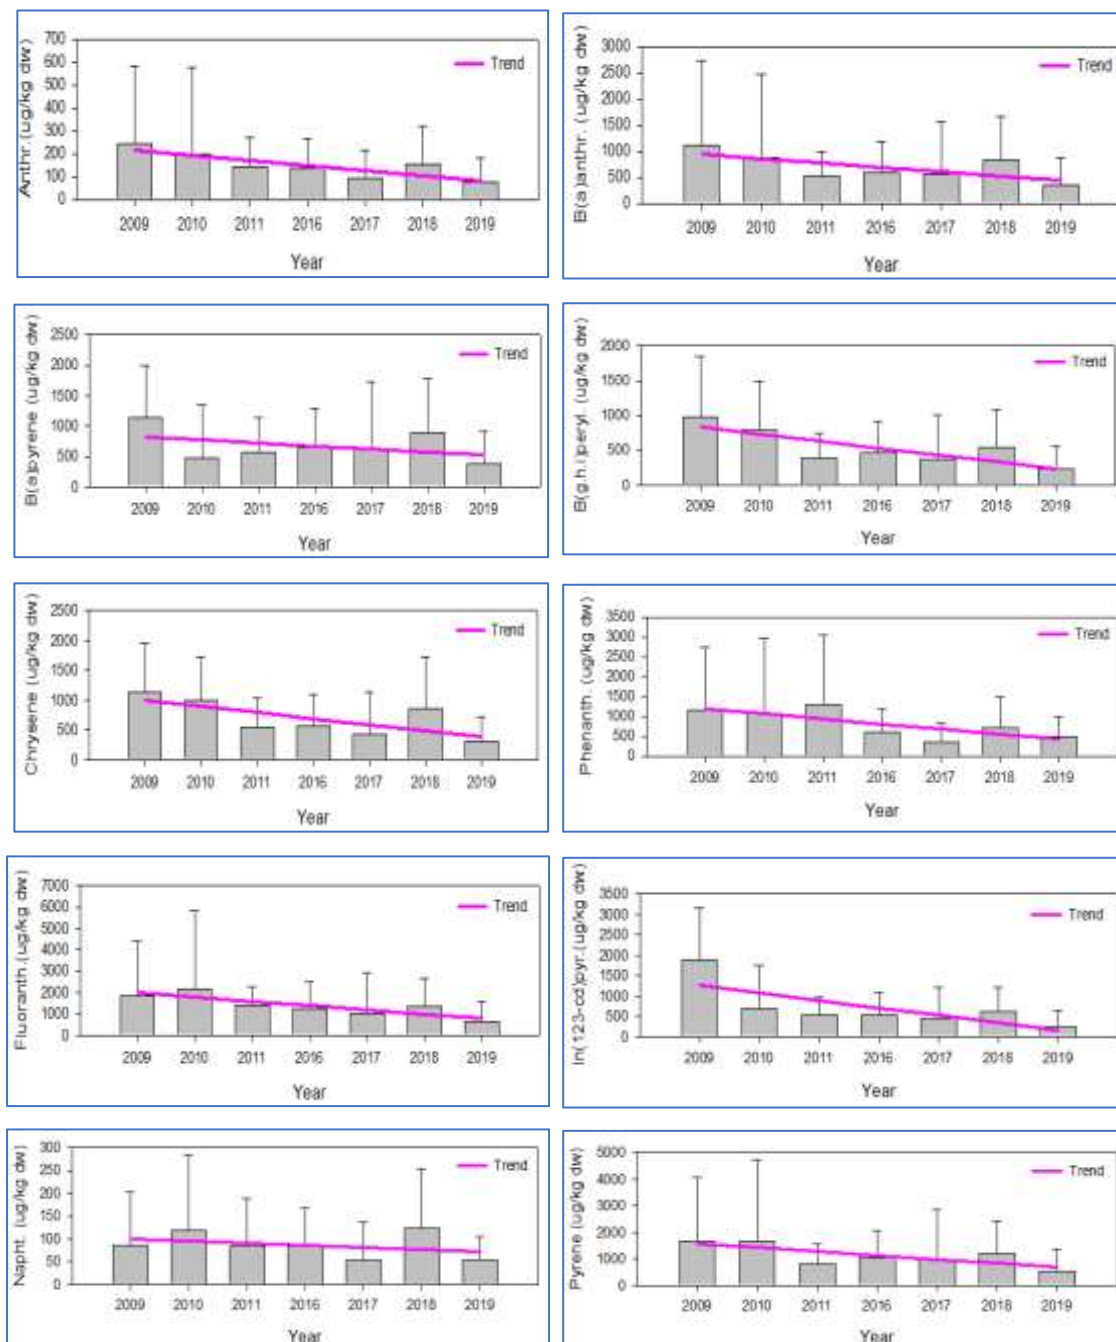 Anthr.(ug/kg dw)
700
600
500
400
300
200
100
0
Trend
2009 2010 2011 2016 2017 2018 2019
Year
B(a)anthr. (ug/kg dw)
3000
2500
2000
1500
1000
500
0
Trend
2009 2010 2011 2016 2017 2018 2019
Year
B(a)pyrene (ug/kg dw)
2500
2000
1500
1000
500
0
Trend
2009 2010 2011 2016 2017 2018 2019
Year
B(g.h.i)peryl. (ug/kg dw)
2000
1500
1000
500
0
Trend
2009 2010 2011 2016 2017 2018 2019
Year
Chrysene (ug/kg dw)
2500
2000
1500
1000
500
0
Trend
2009 2010 2011 2016 2017 2018 2019
Year
Phenanth. (ug/kg dw)
3500
3000
2500
2000
1500
1000
500
0
Trend
2009 2010 2011 2016 2017 2018 2019
Year
Fluoranth.(ug/kg dw)
7000
6000
5000
4000
3000
2000
1000
0
Trend
2009 2010 2011 2016 2017 2018 2019
Year
In(123-cd)pyr.(ug/kg dw)
3500
3000
2500
2000
1500
1000
500
0
Trend
2009 2010 2011 2016 2017 2018 2019
Year
Napht. (ug/kg dw)
300
250
200
150
100
50
0
Trend
2009 2010 2011 2016 2017 2018 2019
Year
Pyrene (ug/kg dw)
5000
4000
3000
2000
1000
0
Trend
2009 2010 2011 2016 2017 2018 2019
Year